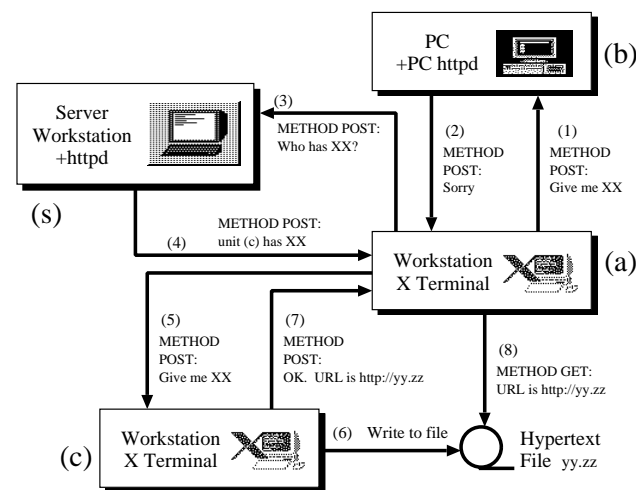 PC
+PC httpd
(b)
Server
Workstation
+httpd
(s)
(3)
METHOD POST:
Who has XX?
(2)
METHOD
POST:
Sorry
(1)
METHOD
POST:
Give me XX
(4)
METHOD POST:
unit (c) has XX
Workstation
X Terminal
(a)
(5)
METHOD
POST:
Give me XX
(7)
METHOD
POST:
OK. URL is http://yy.zz
(8)
METHOD GET:
URL is http://yy.zz
(c)
Workstation
X Terminal
(6) Write to file
Hypertext
File yy.zz